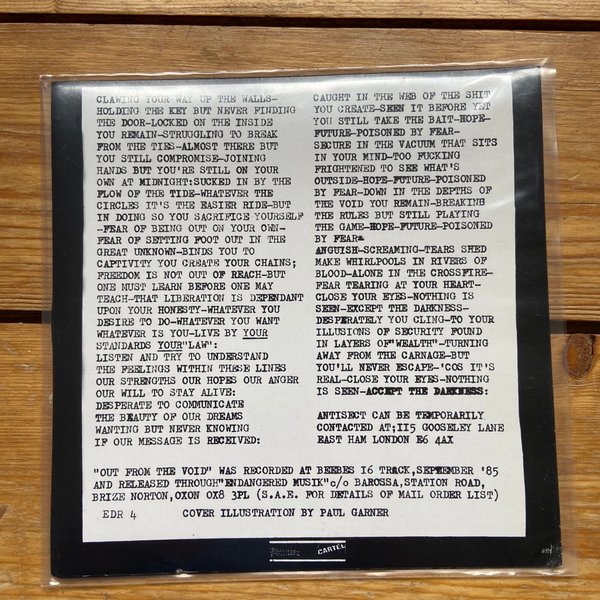 CLAWING YOUR WAY UP THE WALLS-
HOLDING THE KEY BUT NEVER FINDING
THE DOOR-LOCKED ON THE INSIDE
YOU REMAIN-STRUGGLING TO BREAK
FROM THE TIES-ALMOST THERE BUT
YOU STILL COMPROMISE-JOINING
HANDS BUT YOU'RE STILL ON YOUR
OWN AT MIDNIGHT:SUCKED IN BY THE
FLOW OF THE TIDE-WHATEVER THE
CIRCLES IT'S THE EASIER RIDE-BUT
IN DOING SO YOU SACRIFICE YOURSELF
-FEAR OF BEING OUT ON YOUR OWN-
FEAR OF SETTING FOOT OUT IN THE
GREAT UNKNOWN-BINDS YOU TO
CAPTIVITY YOU CREATE YOUR CHAINS;
FREEDOM IS NOT OUT OF REACH-BUT
ONE MUST LEARN BEFORE ONE MAY
TEACH-THAT LIBERATION IS DEPENDANT
UPON YOUR HONESTY-WHATEVER YOU
DESIRE TO DO-WHATEVER YOU WANT
WHATEVER IS YOU-LIVE BY YOUR
STANDARDS YOUR"LAW":
LISTEN AND TRY TO UNDERSTAND
THE FEELINGS WITHIN THESE LINES
OUR STRENGTHS OUR HOPES OUR ANGER
OUR WILL TO STAY ALIVE:
DESPERATE TO COMMUNICATE
THE BEAUTY OF OUR DREAMS
WANTING BUT NEVER KNOWING
IF OUR MESSAGE IS RECEIVED:
CAUGHT IN THE WEB OF THE SHIT
YOU CREATE-SEEN IT BEFORE YET
YOU STILL TAKE THE BAIT-HOPE-
FUTURE-POISONED BY FEAR-
SECURE IN THE VACUUM THAT SITS
IN YOUR MIND-TOO FUCKING
FRIGHTENED TO SEE WHAT'S
OUTSIDE-HOPE-FUTURE-POISONED
BY FEAR-DOWN IN THE DEPTHS OF
THE VOID YOU REMAIN-BREAKING
THE RULES BUT STILL PLAYING
THE GAME-HOPE-FUTURE-POISONED
BY FEAR-
ANGUISH-SCREAMING-TEARS SHED
MAKE WHIRLPOOLS IN RIVERS OF
BLOOD-ALONE IN THE CROSSFIRE-
FEAR TEARING AT YOUR HEART-
CLOSE YOUR EYES-NOTHING IS
SEEN-EXCEPT THE DARKNESS-
DESPERATELY YOU CLING-TO YOUR
ILLUSIONS OF SECURITY FOUND
IN LAYERS OF"WEALTH"-TURNING
AWAY FROM THE CARNAGE-BUT
YOU'LL NEVER ESCAPE-'COS IT'S
REAL-CLOSE YOUR EYES-NOTHING
IS SEEN-ACCEPT THE DARKNESS:
ANTISECT CAN BE TEMPORARILY
CONTACTED AT;II5 GOOSELEY LANE
EAST HAM LONDON E6 4AX
"OUT FROM THE VOID" WAS RECORDED AT BEEBES I6 TRACK,SEPTEMBER '85
AND RELEASED THROUGH"ENDANGERED MUSIK"c/o BAROSSA,STATION ROAD,
BRIZE NORTON,OXON OX8 3PL (S.A.E. FOR DETAILS OF MAIL ORDER LIST)
EDR 4 COVER ILLUSTRATION BY PAUL GARNER
CARTEL